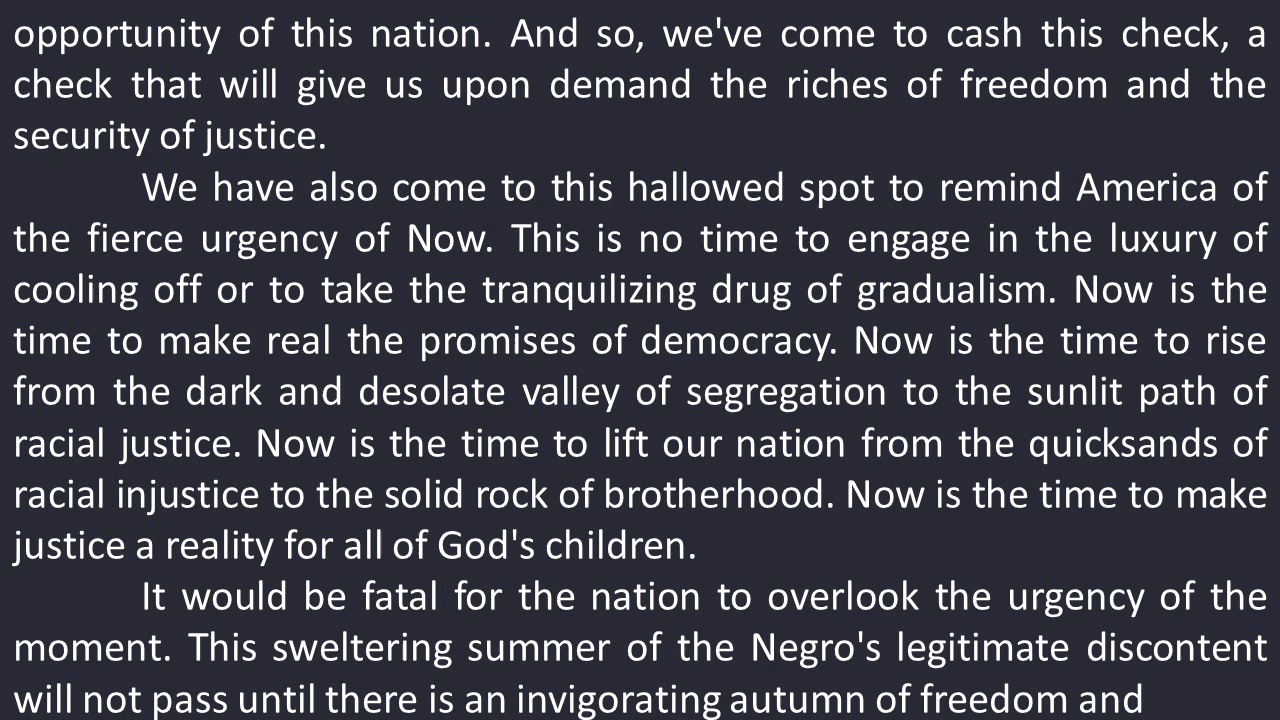 opportunity of this nation. And so, we've come to cash this check, a
check that will give us upon demand the riches of freedom and the
security of justice.
We have also come to this hallowed spot to remind America of
the fierce urgency of Now. This is no time to engage in the luxury of
cooling off or to take the tranquilizing drug of gradualism. Now is the
time to make real the promises of democracy. Now is the time to rise
from the dark and desolate valley of segregation to the sunlit path of
racial justice. Now is the time to lift our nation from the quicksands of
racial injustice to the solid rock of brotherhood. Now is the time to make
justice a reality for all of God's children.
It would be fatal for the nation to overlook the urgency of the
moment. This sweltering summer of the Negro's legitimate discontent
will not pass until there is an invigorating autumn of freedom and